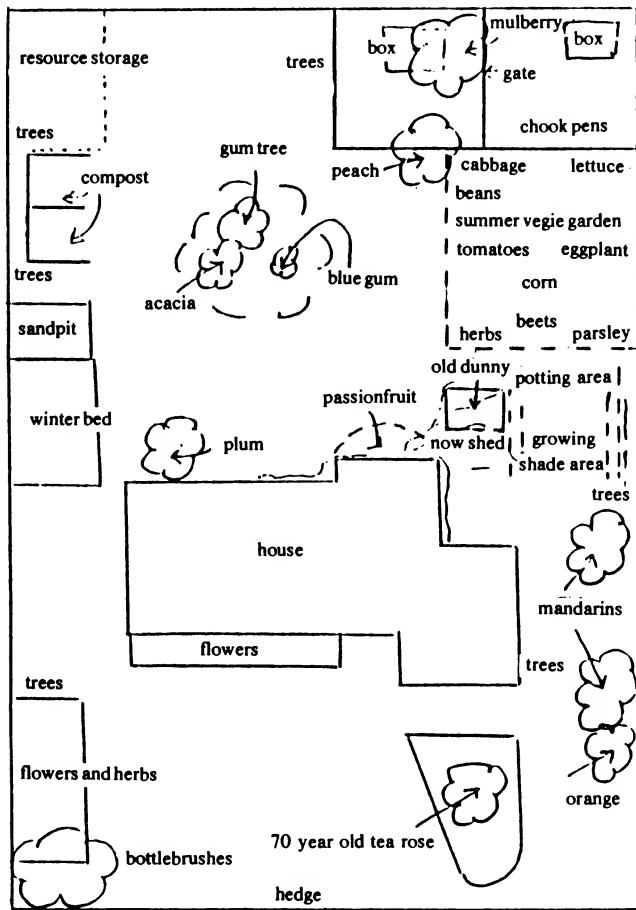 mulberry
resource storage
trees
box
box
gate
trees
chook pens
gum tree
compost
peach
cabbage lettuce
beans
summer vegie garden
trees
tomatoes eggplant
acacia
blue gum
corn
beets
sandpit
herbs parsley
old dunny
potting area
passionfruit
winter bed
plum
now shed
growing
shade area
trees
house
mandarins
flowers
trees
trees
flowers and herbs
orange
70 year old tea rose
bottlebrushes
hedge